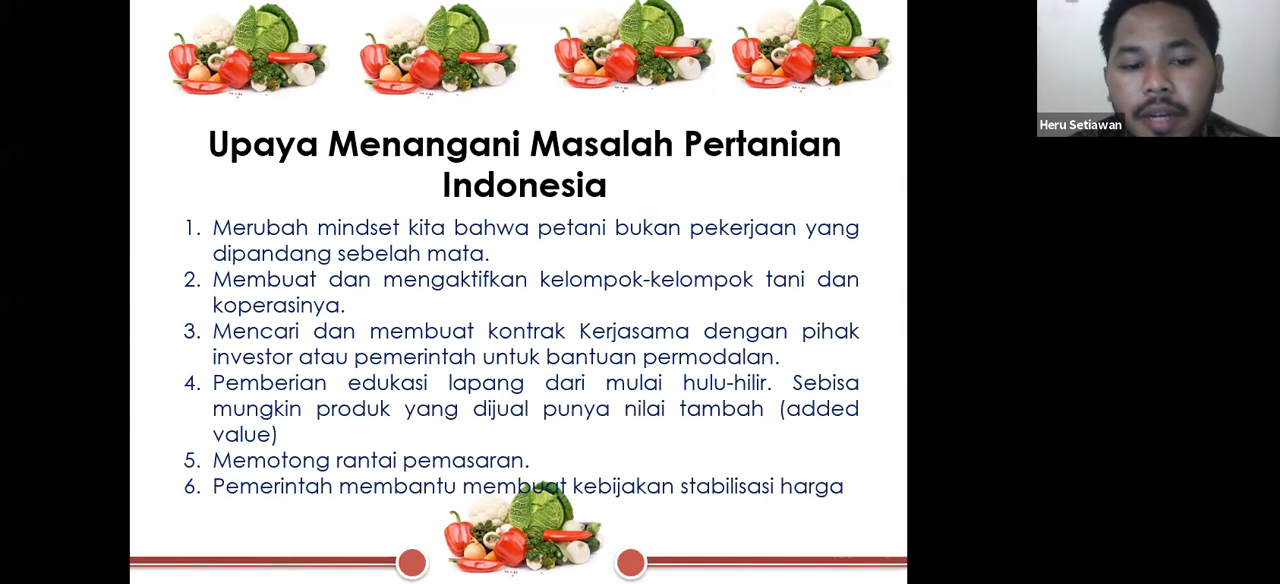 Upaya Menangani Masalah Pertanian
Indonesia
1. Merubah mindset kita bahwa petani bukan pekerjaan yang
dipandang sebelah mata.
2. Membuat dan mengaktifkan kelompok-kelompok tani dan
koperasinya.
3. Mencari dan membuat kontrak Kerjasama dengan pihak
investor atau pemerintah untuk bantuan permodalan.
4. Pemberian edukasi lapang dari mulai hulu-hilir. Sebisa
mungkin produk yang dijual punya nilai tambah (added
value)
5. Memotong rantai pemasaran.
6. Pemerintah membantu membuat kebijakan stabilisasi harga
Heru Setiawan